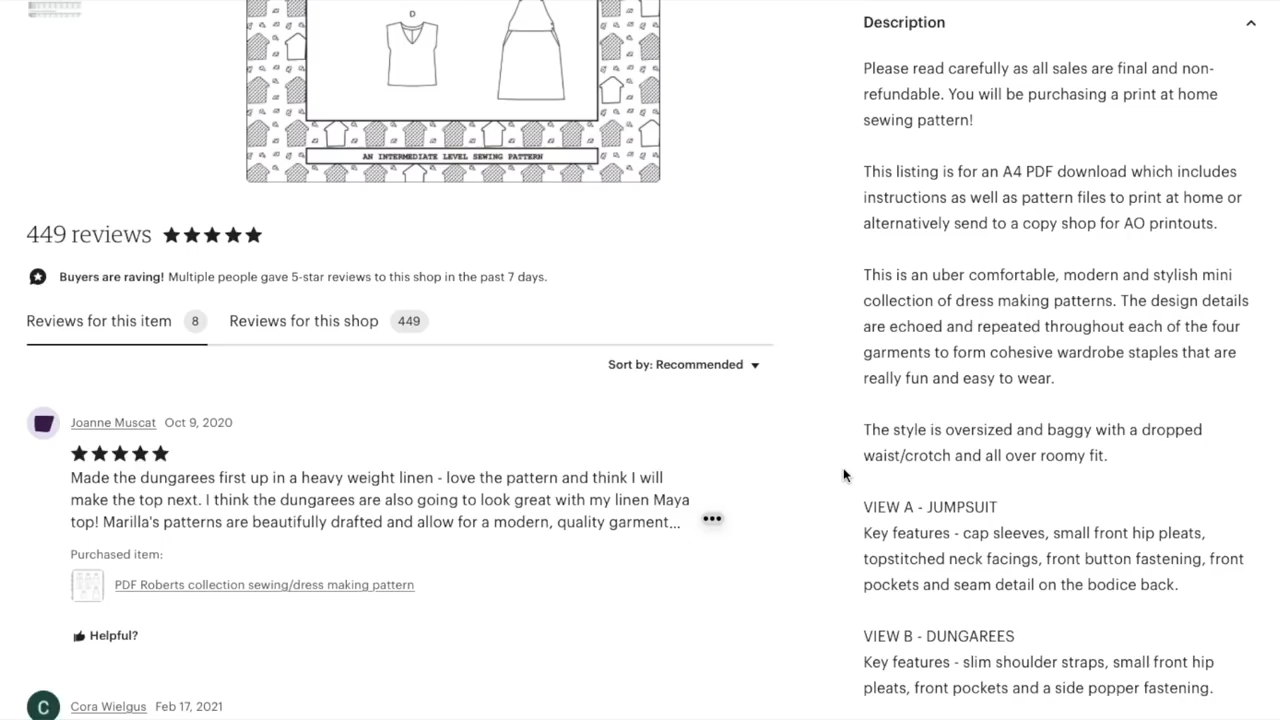 D
AN INTERMEDIATE LEVEL SEWING PATTERN
449 reviews
Buyers are raving! Multiple people gave 5-star reviews to this shop in the past 7 days.
Reviews for this item 8 Reviews for this shop 449
Sort by: Recommended
Joanne Muscat Oct 9, 2020
Made the dungarees first up in a heavy weight linen - love the pattern and think I will
make the top next. I think the dungarees are also going to look great with my linen Maya
top! Marilla's patterns are beautifully drafted and allow for a modern, quality garment...
Purchased item:
PDF Roberts collection sewing/dress making pattern
Helpful?
C
Cora Wielgus Feb 17, 2021
Description
Please read carefully as all sales are final and non-
refundable. You will be purchasing a print at home
sewing pattern!
This listing is for an A4 PDF download which includes
instructions as well as pattern files to print at home or
alternatively send to a copy shop for AO printouts.
This is an uber comfortable, modern and stylish mini
collection of dress making patterns. The design details
are echoed and repeated throughout each of the four
garments to form cohesive wardrobe staples that are
really fun and easy to wear.
The style is oversized and baggy with a dropped
waist/crotch and all over roomy fit.
VIEW A - JUMPSUIT
Key features - cap sleeves, small front hip pleats,
topstitched neck facings, front button fastening, front
pockets and seam detail on the bodice back.
VIEW B - DUNGAREES
Key features - slim shoulder straps, small front hip
pleats, front pockets and a side popper fastening.